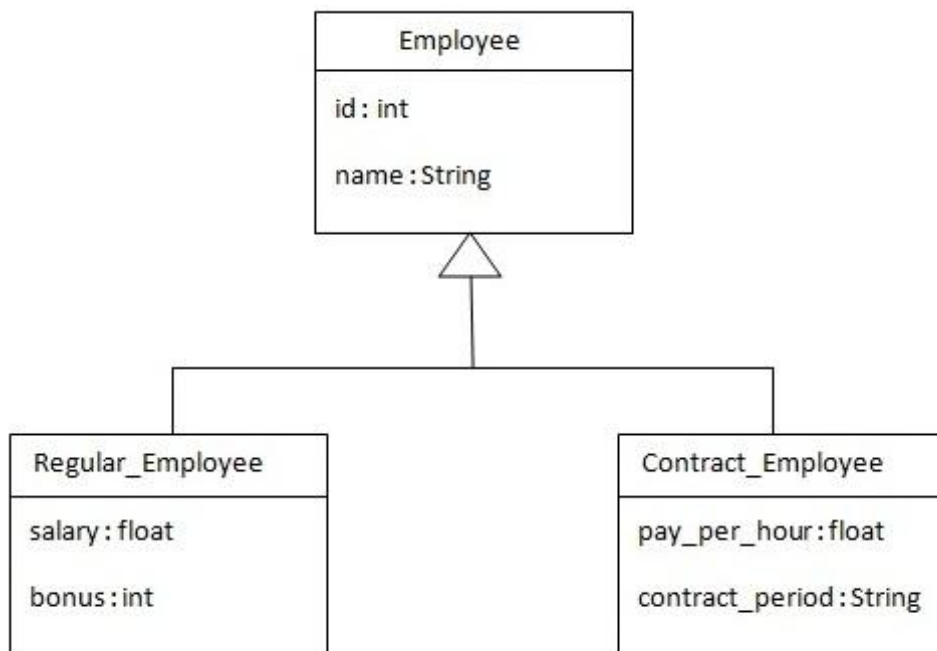 Employee
id : int
name : String
Regular_Employee
salary : float
bonus : int
Contract_Employee
pay_per_hour : float
contract_period : String